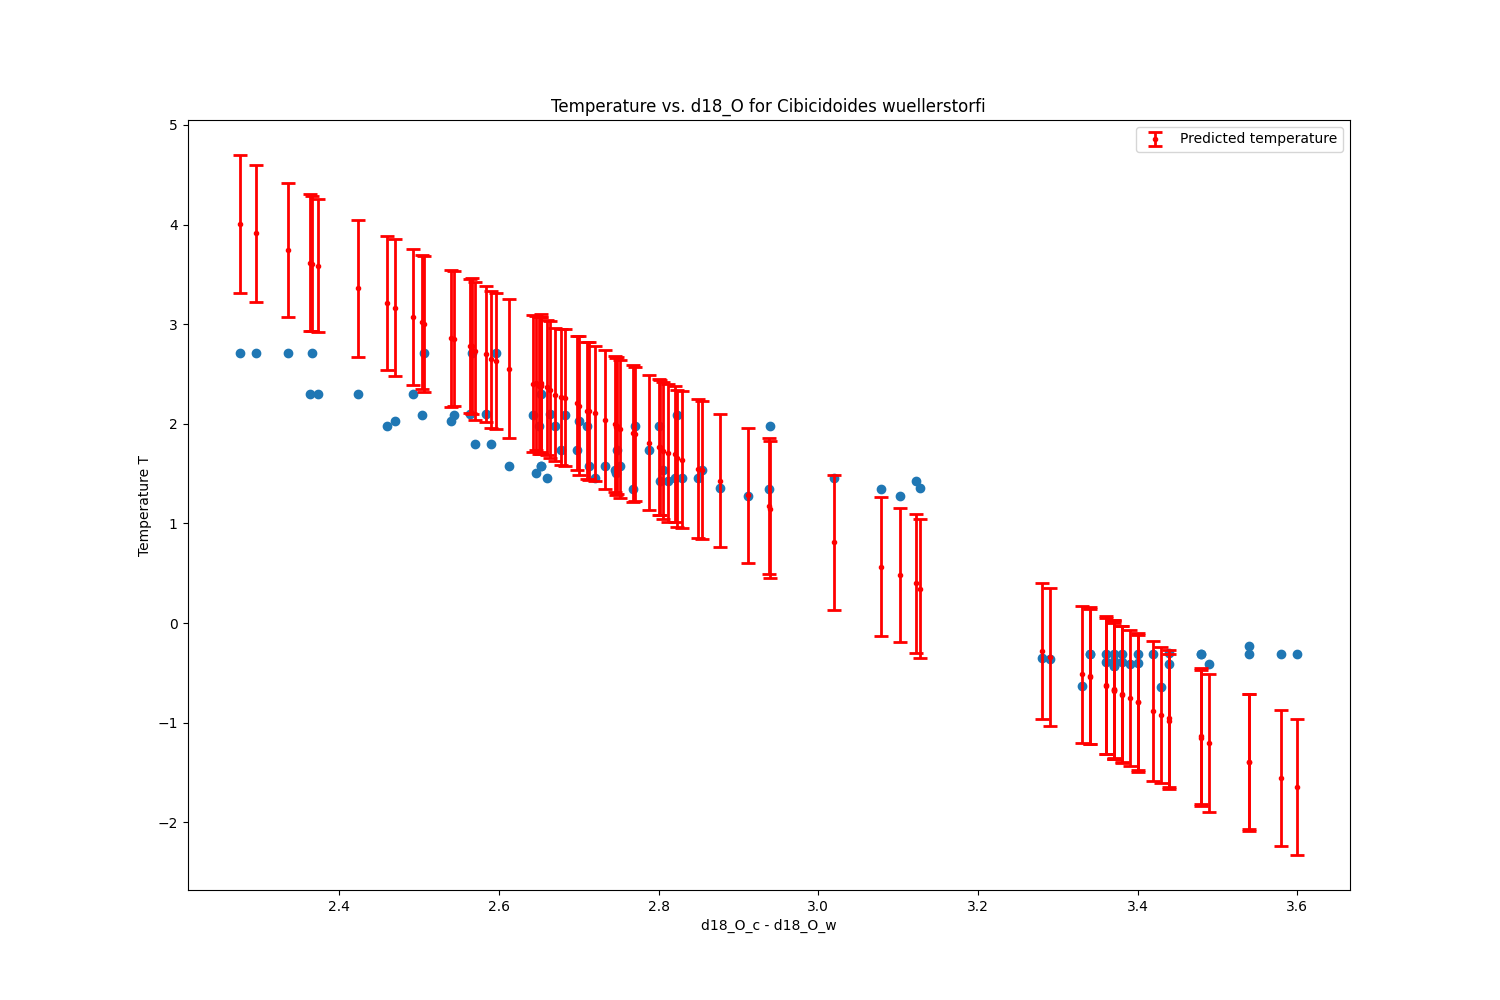 Temperature vs. d18_O for Cibicidoides wuellerstorfi
Predicted temperature
Temperature T
5
4
3
2
1
0
−1
−2
2.4 2.6 2.8 3.0 3.2 3.4 3.6
d18_O_c - d18_O_w